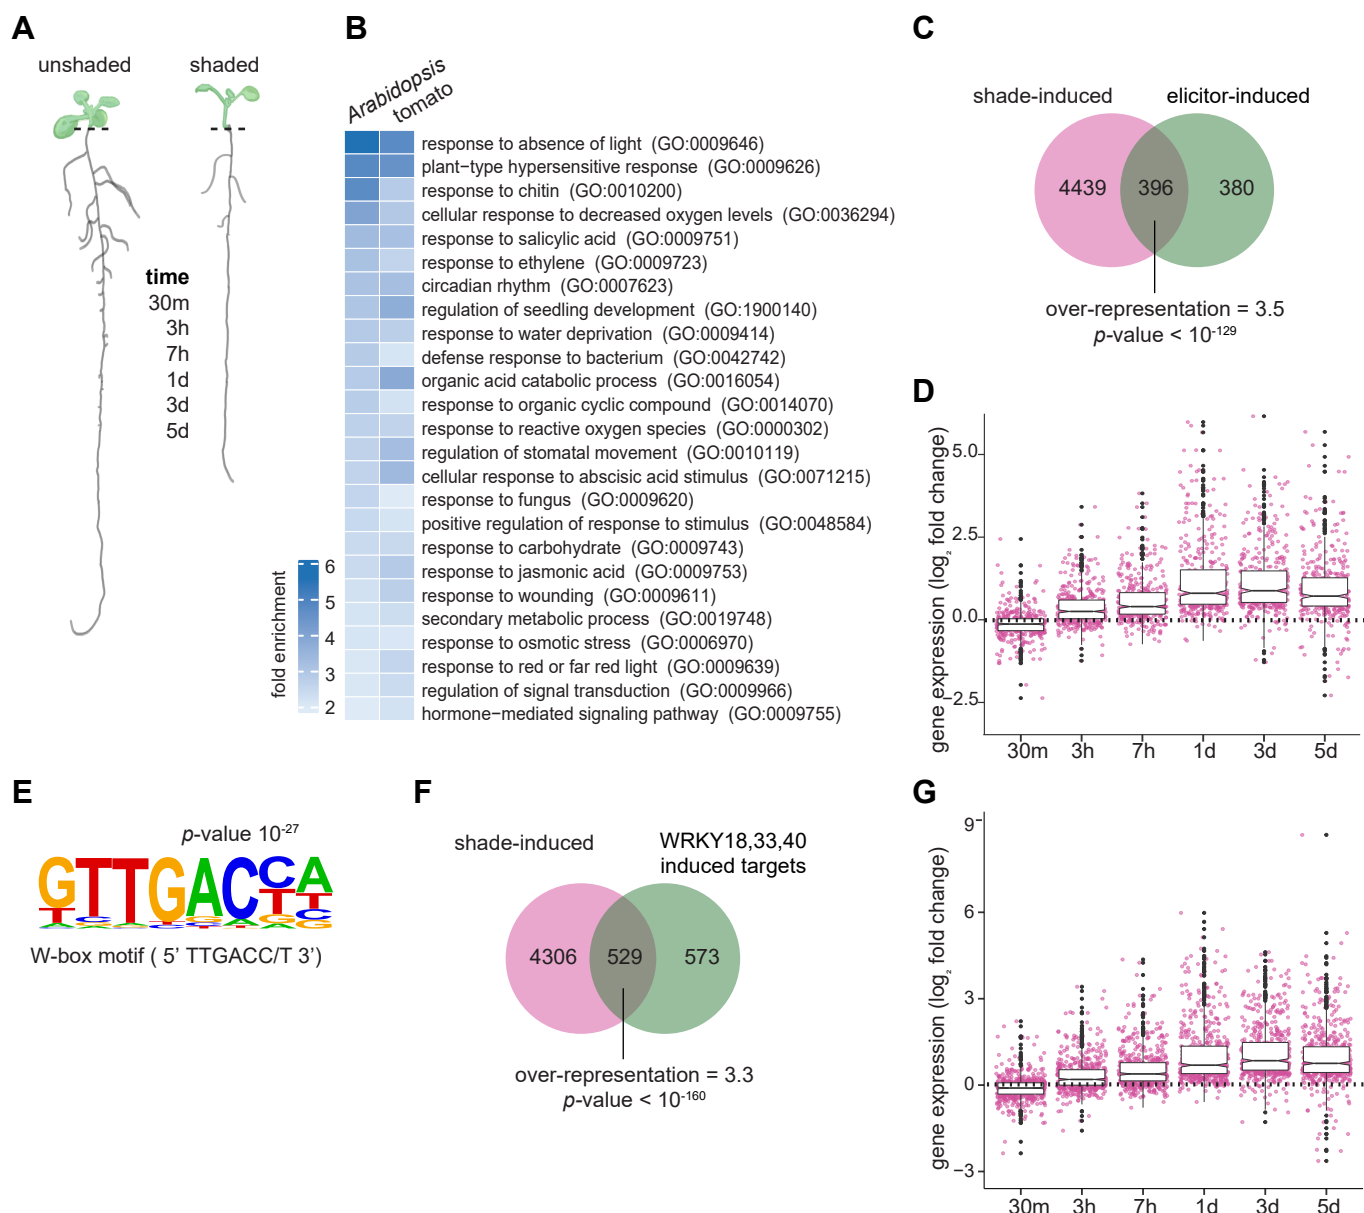 A
unshaded
shaded
time
30m
3h
7h
1d
3d
5d
B
Arabidopsis
tomato
response to absence of light (GO:0009646)
plant−type hypersensitive response (GO:0009626)
response to chitin (GO:0010200)
cellular response to decreased oxygen levels (GO:0036294)
response to salicylic acid (GO:0009751)
response to ethylene (GO:0009723)
circadian rhythm (GO:0007623)
regulation of seedling development (GO:1900140)
response to water deprivation (GO:0009414)
defense response to bacterium (GO:0042742)
organic acid catabolic process (GO:0016054)
response to organic cyclic compound (GO:0014070)
response to reactive oxygen species (GO:0000302)
regulation of stomatal movement (GO:0010119)
cellular response to abscisic acid stimulus (GO:0071215)
response to fungus (GO:0009620)
positive regulation of response to stimulus (GO:0048584)
response to carbohydrate (GO:0009743)
response to jasmonic acid (GO:0009753)
response to wounding (GO:0009611)
secondary metabolic process (GO:0019748)
response to osmotic stress (GO:0006970)
response to red or far red light (GO:0009639)
regulation of signal transduction (GO:0009966)
hormone−mediated signaling pathway (GO:0009755)
fold enrichment
6
5
4
3
2
C
shade-induced
elicitor-induced
4439
396
380
over-representation = 3.5
p-value < 10-129
D
gene expression (log2 fold change)
5.0
2.5
0.0
−2.5
30m
3h
7h
1d
3d
5d
E
p-value 10-27
GTTGACCA
W-box motif ( 5’ TTGACC/T 3’)
F
shade-induced
WRKY18,33,40
induced targets
4306
529
573
over-representation = 3.3
p-value < 10-160
G
gene expression (log2 fold change)
9
6
3
0
−3
30m
3h
7h
1d
3d
5d